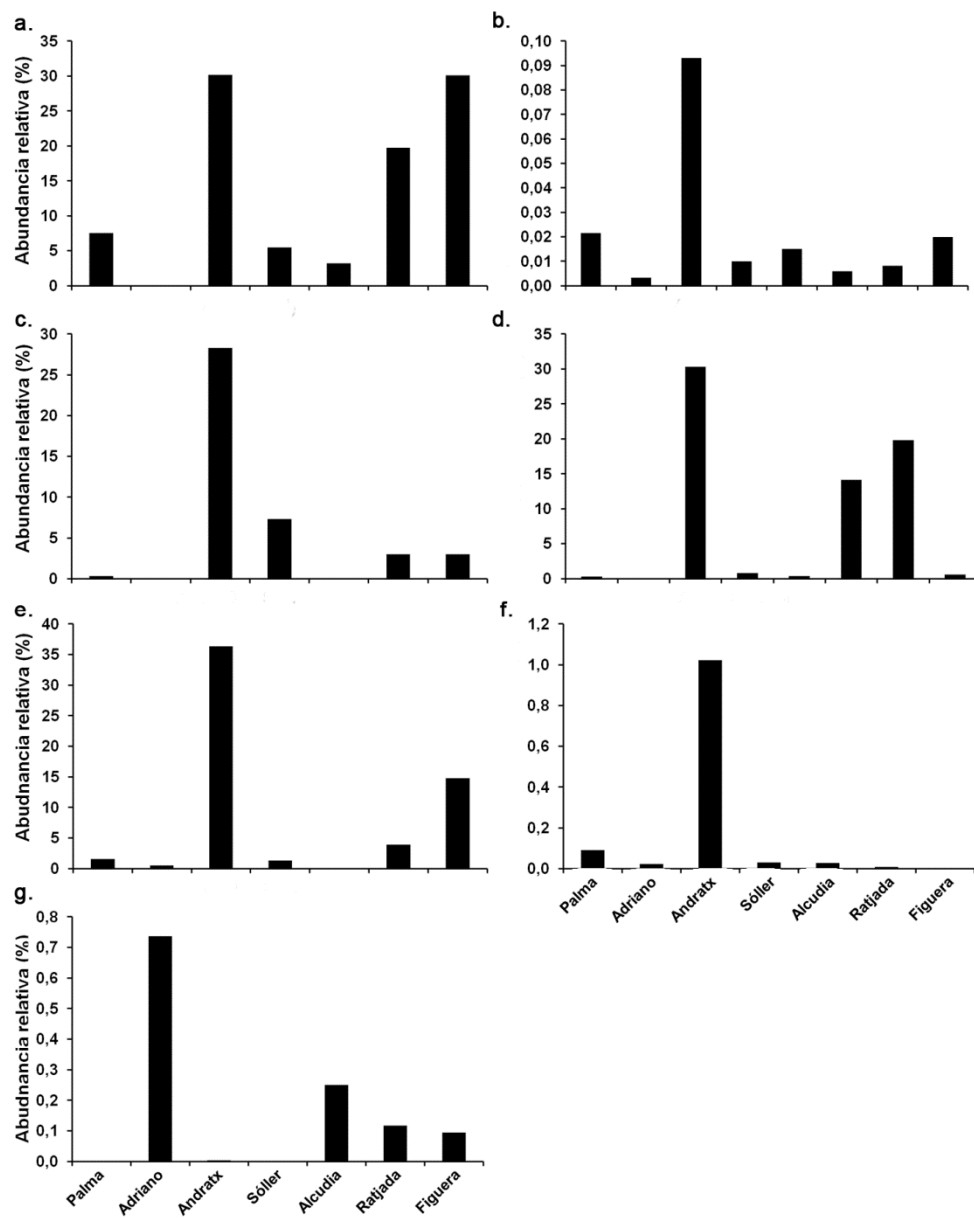 a.
Abundancia relativa (%)
35
30
25
20
15
10
5
0
b.
0,10
0,09
0,08
0,07
0,06
0,05
0,04
0,03
0,02
0,01
0,00
c.
Abundancia relativa (%)
30
25
20
15
10
5
0
d.
35
30
25
20
15
10
5
0
e.
Abudnancia relativa (%)
40
35
30
25
20
15
10
5
0
f.
1,2
1,0
0,8
0,6
0,4
0,2
0,0
Palma
Adriano
Andratx
Sóller
Alcudia
Ratjada
Figuera
g.
Abudnancia relativa (%)
0,8
0,7
0,6
0,5
0,4
0,3
0,2
0,1
0,0
Palma
Adriano
Andratx
Sóller
Alcudia
Ratjada
Figuera